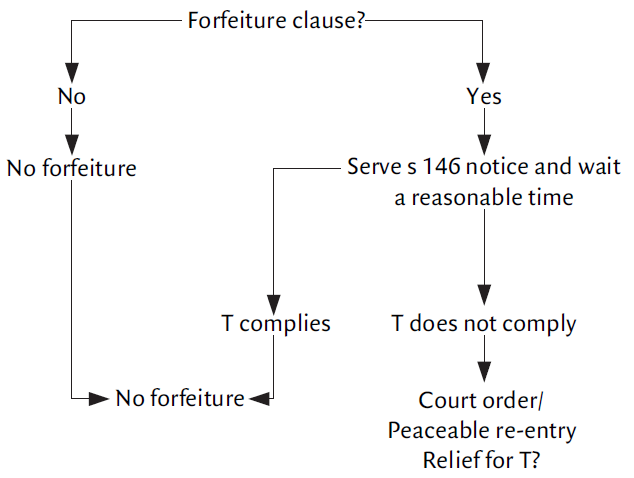 Forfeiture clause?
No
Yes
No forfeiture
Serve s 146 notice and wait
a reasonable time
T complies
T does not comply
No forfeiture
Court order/
Peaceable re-entry
Relief for T?